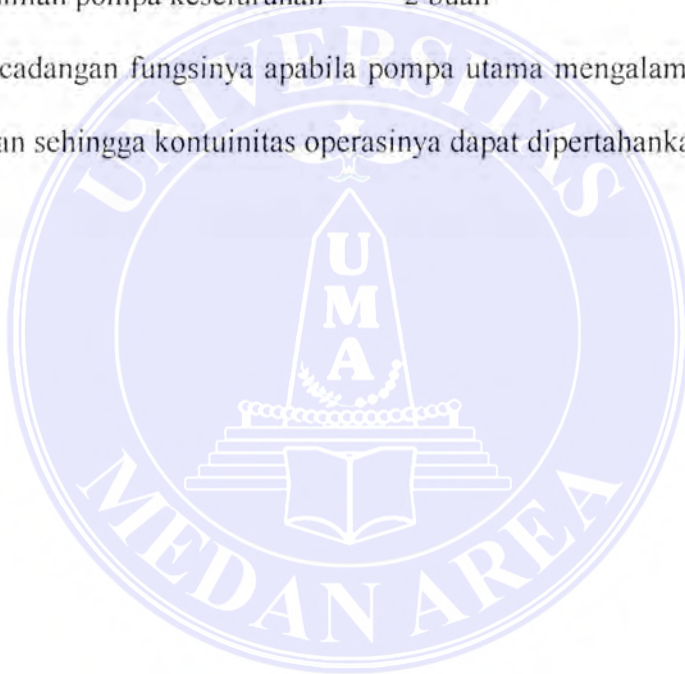 pompa keseluruhan 2 buah
cadangan fungsinya apabila pompa utama mengalam
an sehingga kontuinitas operasinya dapat dipertahanka
UNIVERSITAS
U
M
A
MEDAN AREA